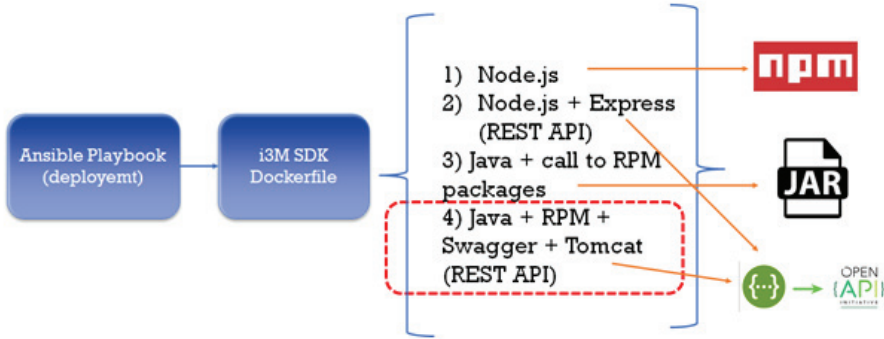 Ansible Playbook
(deployemt)
i3M SDK
Dockerfile
1) Node.js
2) Node.js + Express
(REST API)
3) Java + call to RPM
packages
4) Java + RPM +
Swagger + Tomcat
(REST API)
npm
JAR
{···}
OPEN
{API}
INITIATIVE